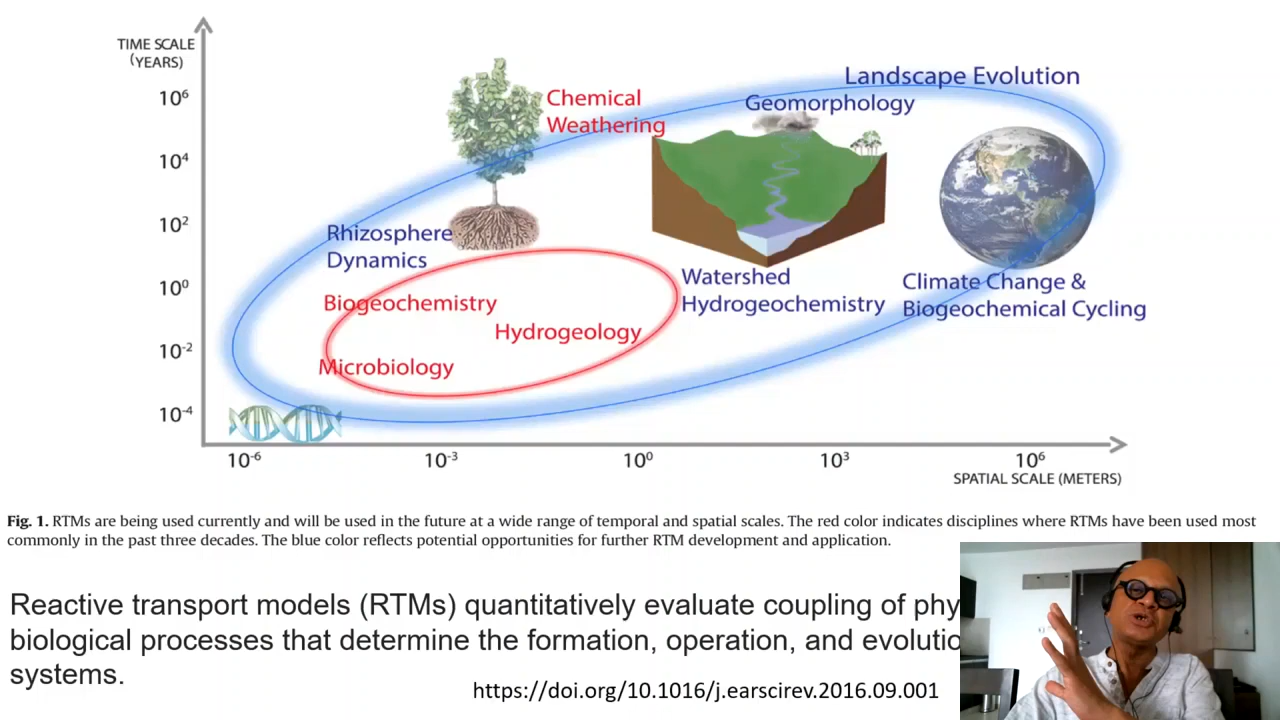 TIME SCALE
(YEARS)
10⁶
10⁴
10²
10⁰
10⁻²
10⁻⁴
Chemical
Weathering
Landscape Evolution
Geomorphology
Rhizosphere
Dynamics
Biogeochemistry
Hydrogeology
Microbiology
Watershed
Hydrogeochemistry
Climate Change &
Biogeochemical Cycling
10⁻⁶ 10⁻³ 10⁰ 10³ 10⁶
SPATIAL SCALE (METERS)
Fig. 1. RTMs are being used currently and will be used in the future at a wide range of temporal and spatial scales. The red color indicates disciplines where RTMs have been used most
commonly in the past three decades. The blue color reflects potential opportunities for further RTM development and application.
Reactive transport models (RTMs) quantitatively evaluate coupling of phy
biological processes that determine the formation, operation, and evolutio
systems.
https://doi.org/10.1016/j.earscirev.2016.09.001